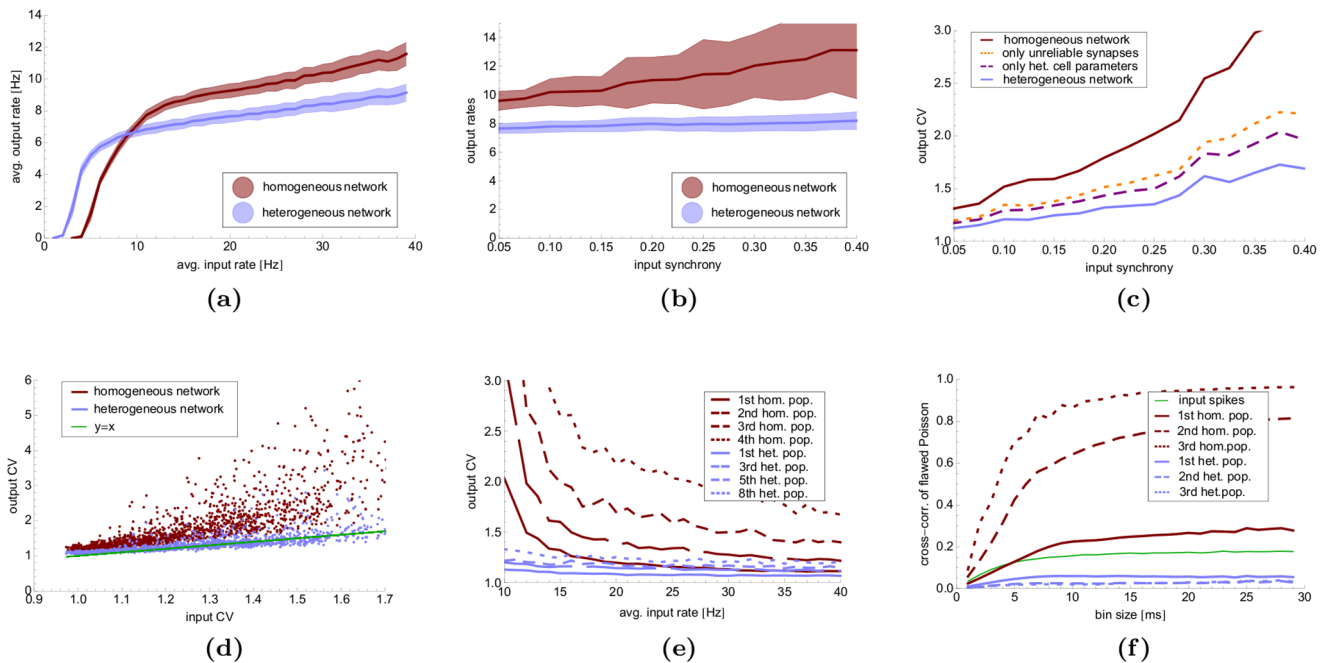 14
12
10
8
6
4
2
0
avg. output rate [Hz]
homogeneous network
heterogeneous network
0 10 20 30 40
avg. input rate [Hz]
(a)
14
12
10
8
6
4
2
0
output rates
homogeneous network
heterogeneous network
0.05 0.10 0.15 0.20 0.25 0.30 0.35 0.40
input synchrony
(b)
3.0
2.5
2.0
1.5
1.0
output CV
homogeneous network
only unreliable synapses
only het. cell parameters
heterogeneous network
0.05 0.10 0.15 0.20 0.25 0.30 0.35 0.40
input synchrony
(c)
6
5
4
3
2
1
0
output CV
homogeneous network
heterogeneous network
y=x
0.9 1.0 1.1 1.2 1.3 1.4 1.5 1.6 1.7
input CV
(d)
3.0
2.5
2.0
1.5
1.0
output CV
1st hom. pop.
2nd hom. pop.
3rd hom. pop.
4th hom. pop.
1st het. pop.
3rd het. pop.
5th het. pop.
8th het. pop.
10 15 20 25 30 35 40
avg. input rate [Hz]
(e)
1.0
0.8
0.6
0.4
0.2
0.0
cross-corr. of flawed Poisson
input spikes
1st hom. pop.
2nd hom. pop.
3rd hom.pop.
1st het. pop.
2nd het. pop.
3rd het.pop.
0 5 10 15 20 25 30
bin size [ms]
(f)